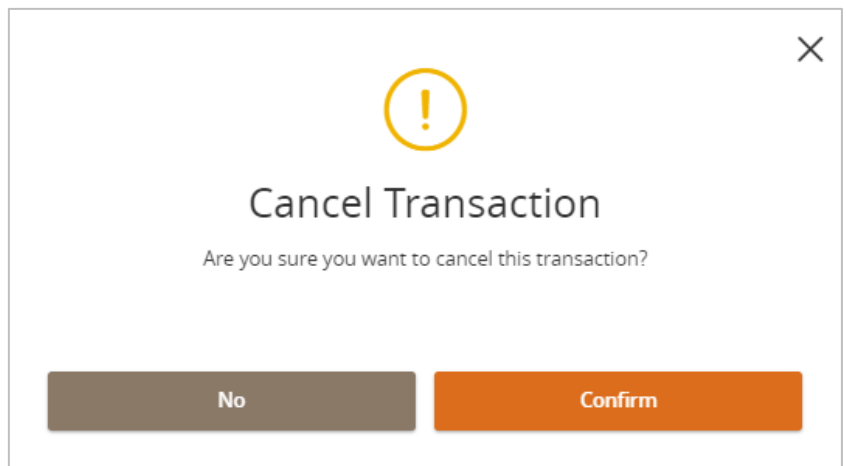 Cancel Transaction
Are you sure you want to cancel this transaction?
No
Confirm